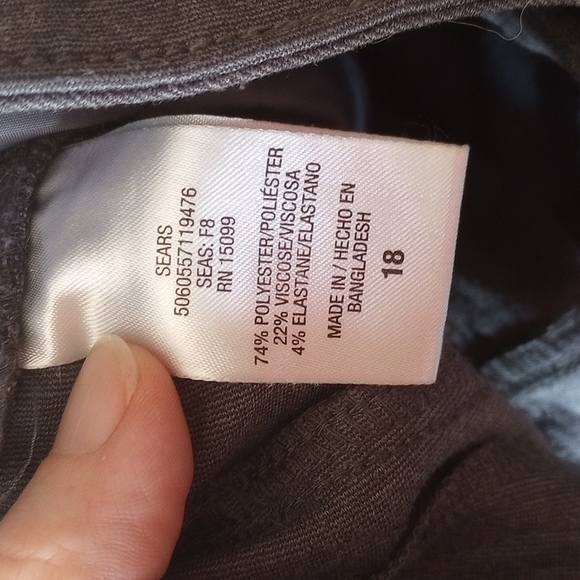 SEARS
5060557119476
SEAS: F8
RN 15099
74% POLYESTER/POLIÉSTER
22% VISCOSE/VISCOSA
4% ELASTANE/ELASTANO
MADE IN / HECHO EN
BANGLADESH
18